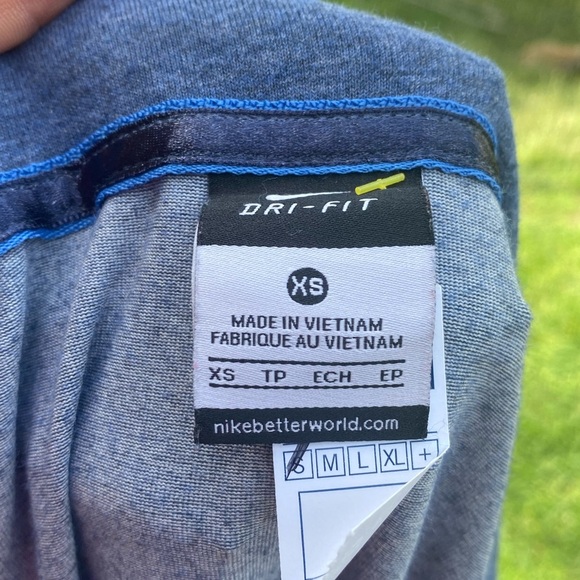 DRI-FIT
XS
MADE IN VIETNAM
FABRIQUE AU VIETNAM
XS TP ECH EP
nikebetterworld.com
S M L XL +